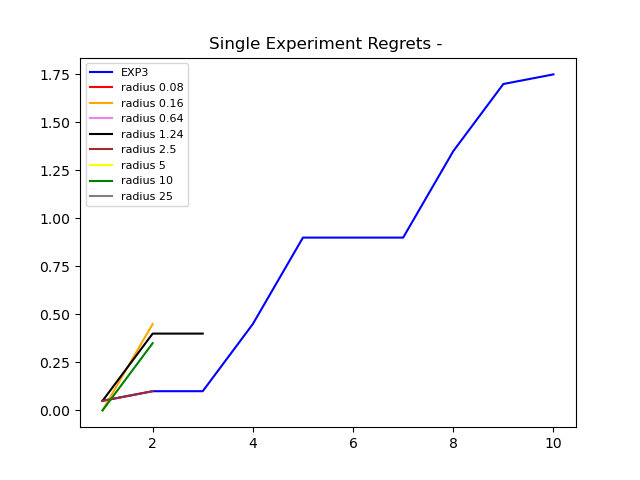 Single Experiment Regrets -
EXP3
radius 0.08
radius 0.16
radius 0.64
radius 1.24
radius 2.5
radius 5
radius 10
radius 25
1.75
1.50
1.25
1.00
0.75
0.50
0.25
0.00
2 4 6 8 10